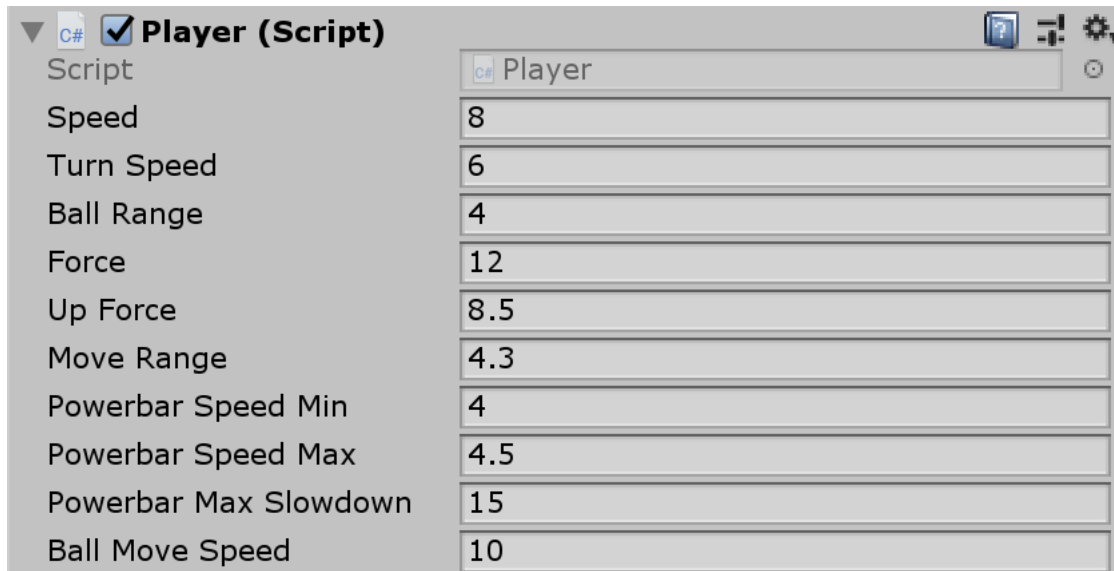 C# Player (Script)
Script C# Player
Speed 8
Turn Speed 6
Ball Range 4
Force 12
Up Force 8.5
Move Range 4.3
Powerbar Speed Min 4
Powerbar Speed Max 4.5
Powerbar Max Slowdown 15
Ball Move Speed 10